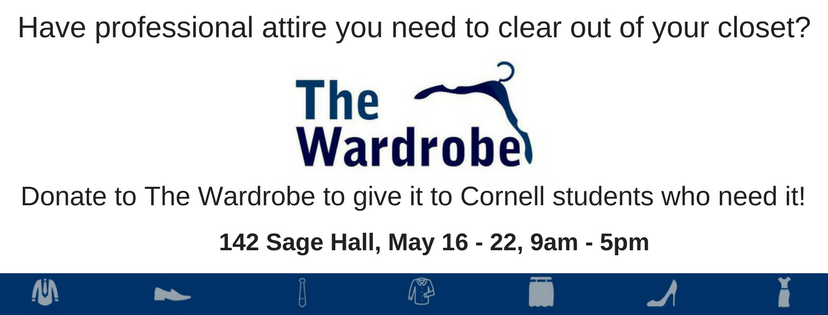 Have professional attire you need to clear out of your closet?
The
Wardrobe
Donate to The Wardrobe to give it to Cornell students who need it!
142 Sage Hall, May 16 - 22, 9am - 5pm